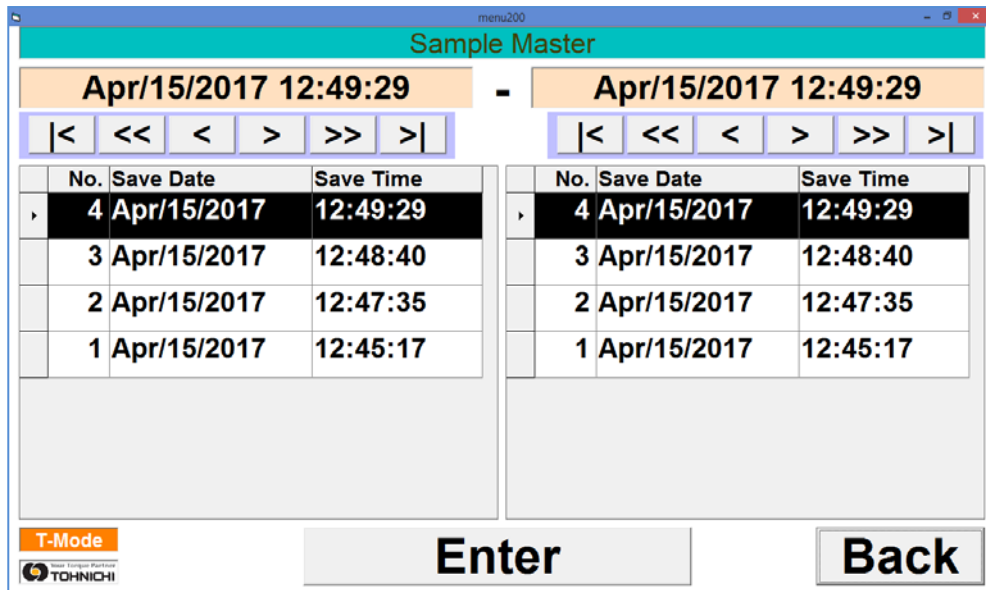 menu200
Sample Master
Apr/15/2017 12:49:29 - Apr/15/2017 12:49:29
|< << < > >> >| |< << < > >> >|
No. Save Date Save Time No. Save Date Save Time
4 Apr/15/2017 12:49:29 4 Apr/15/2017 12:49:29
3 Apr/15/2017 12:48:40 3 Apr/15/2017 12:48:40
2 Apr/15/2017 12:47:35 2 Apr/15/2017 12:47:35
1 Apr/15/2017 12:45:17 1 Apr/15/2017 12:45:17
T-Mode
Enter Back
Your Torque Partner
TOHNICHI